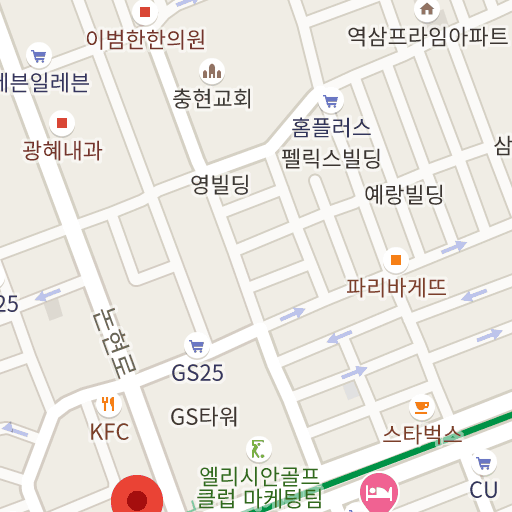 이범한한의원
역삼프라임아파트
세븐일레븐
충현교회
광혜내과
홈플러스
펠릭스빌딩
삼
영빌딩
예랑빌딩
파리바게뜨
25
논현로
GS25
GS타워
KFC
스타벅스
엘리시안골프
클럽 마케팅팀
CU